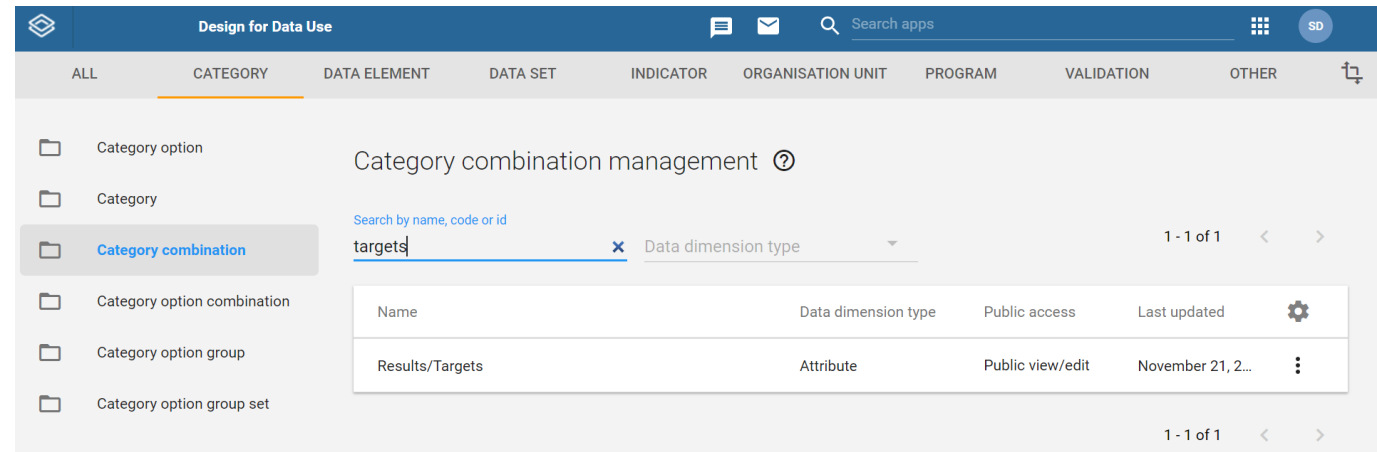 Design for Data Use
Search apps
SD
ALL CATEGORY DATA ELEMENT DATA SET INDICATOR ORGANISATION UNIT PROGRAM VALIDATION OTHER
Category option
Category
Category combination
Category option combination
Category option group
Category option group set
Category combination management
Search by name, code or id
targets Data dimension type 1 - 1 of 1
Name Data dimension type Public access Last updated
Results/Targets Attribute Public view/edit November 21, 2...
1 - 1 of 1